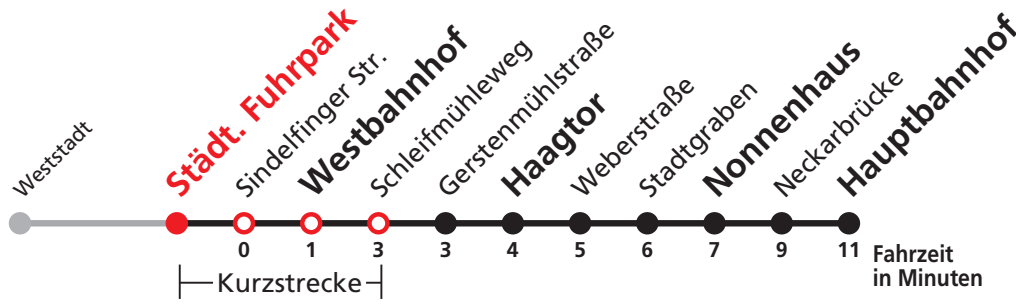 Weststadt
Städt. Fuhrpark
Sindelfinger Str.
Westbahnhof
Schleifmühleweg
Gerstenmühlstraße
Haagtor
Weberstraße
Stadtgraben
Nonnenhaus
Neckarbrücke
Hauptbahnhof
0 1 3 3 4 5 6 7 9 11 Fahrzeit
in Minuten
Kurzstrecke